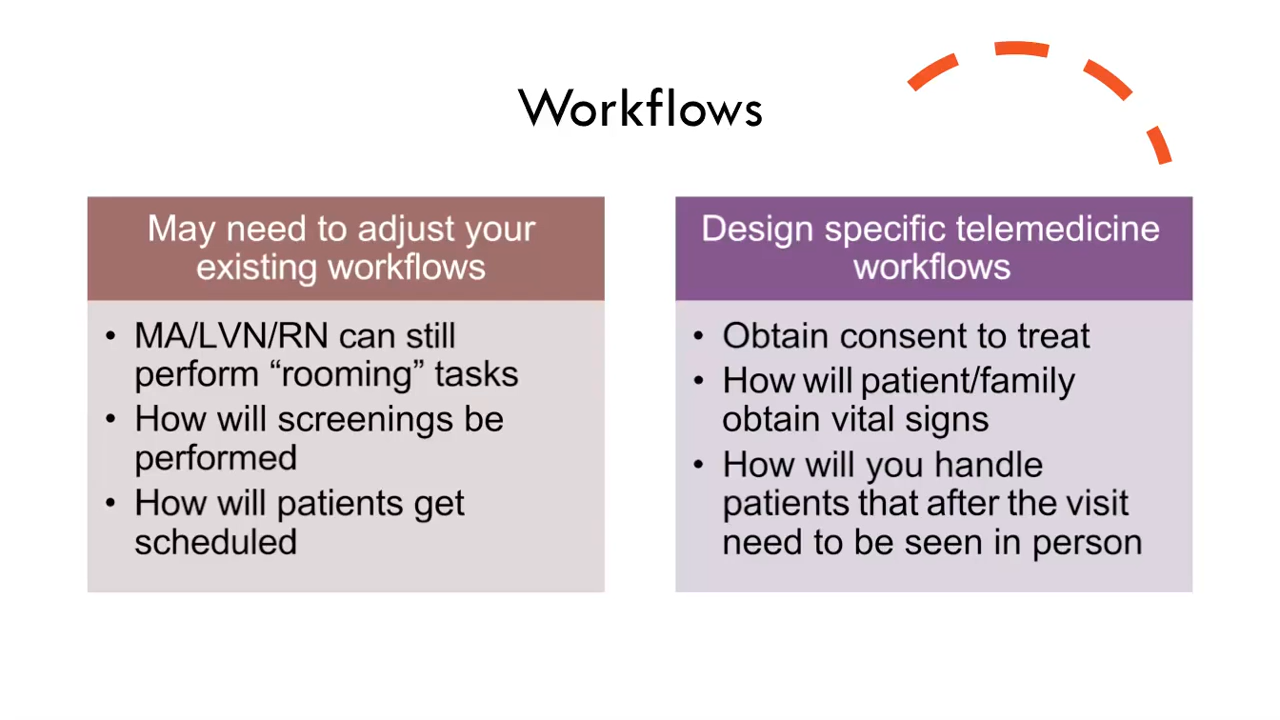 Workflows
May need to adjust your
existing workflows
• MA/LVN/RN can still
perform “rooming” tasks
• How will screenings be
performed
• How will patients get
scheduled
Design specific telemedicine
workflows
• Obtain consent to treat
• How will patient/family
obtain vital signs
• How will you handle
patients that after the visit
need to be seen in person